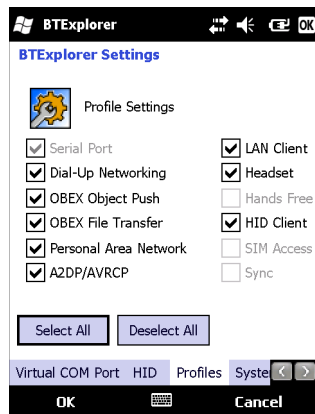 BTExplorer OK
BTExplorer Settings
Profile Settings
Serial Port LAN Client
Dial-Up Networking Headset
OBEX Object Push Hands Free
OBEX File Transfer HID Client
Personal Area Network SIM Access
A2DP/AVRCP Sync
Select All Deselect All
Virtual COM Port HID Profiles
OK Cancel